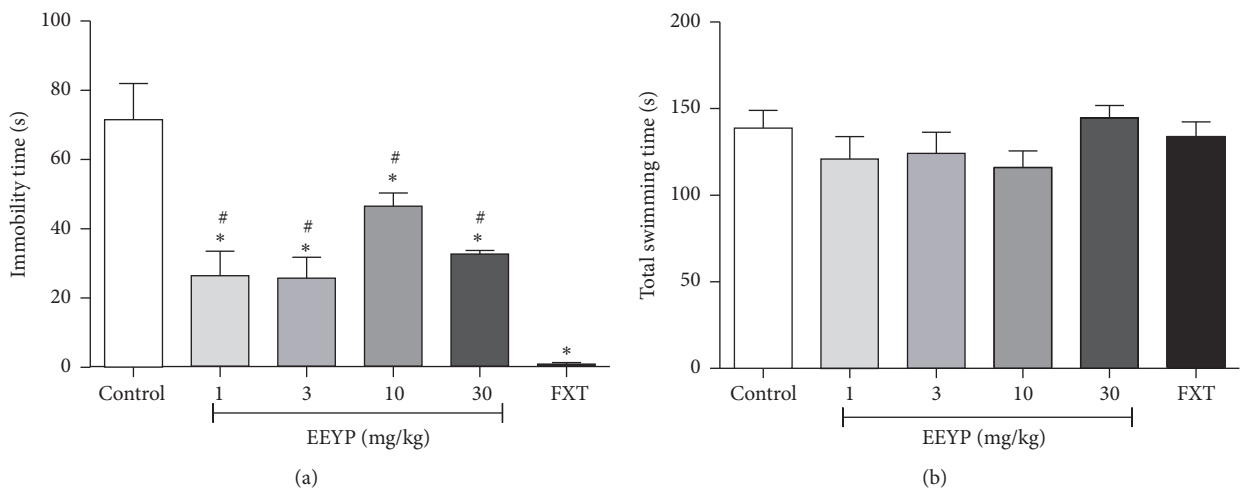 100
80
60
40
20
0
Immobility time (s)
#
*
#
*
#
*
#
*
*
Control
1
3
10
30
FXT
EEYP (mg/kg)
(a)
200
150
100
50
0
Total swimming time (s)
Control
1
3
10
30
FXT
EEYP (mg/kg)
(b)